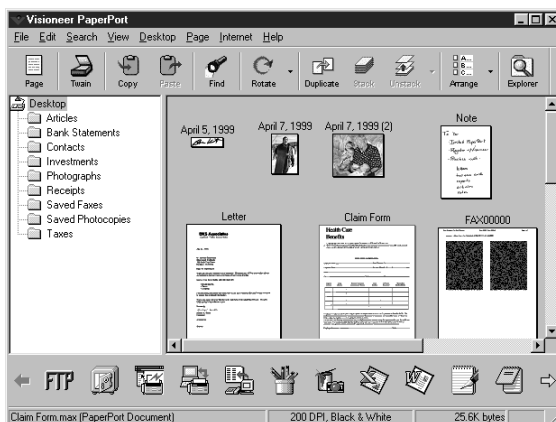 Visioneer PaperPort
File Edit Search View Desktop Page Internet Help
Page Twain Copy Paste Find Rotate Duplicate Stack Unstack Arrange Explorer
Desktop
Articles
Bank Statements
Contacts
Investments
Photographs
Receipts
Saved Faxes
Saved Photocopies
Taxes
April 5, 1999
April 7, 1999
April 7, 1999 (2)
Note
Letter
Claim Form
Health Care
Benefits
FAX00000
FTP
Claim Form.max (PaperPort Document) 200 DPI, Black & White 25.6K bytes